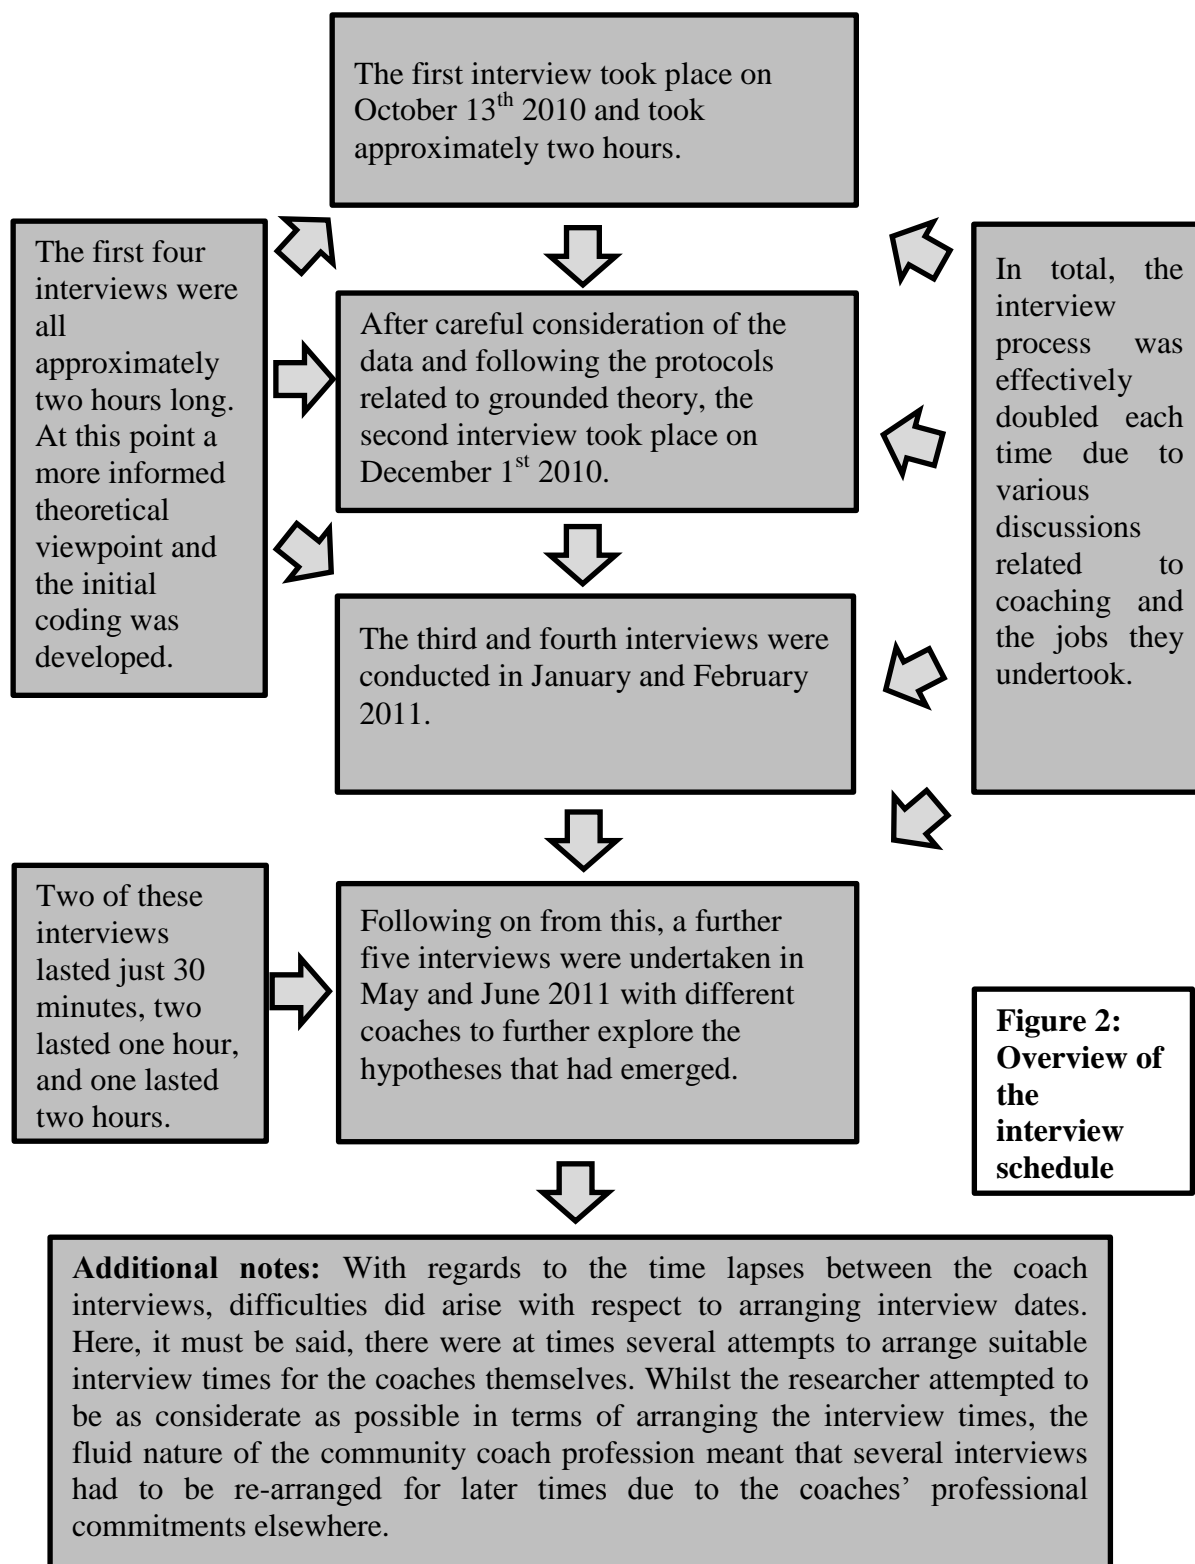 The first interview took place on
October 13th 2010 and took
approximately two hours.
The first four
interviews were
all
approximately
two hours long.
At this point a
more informed
theoretical
viewpoint and
the initial
coding was
developed.
After careful consideration of the
data and following the protocols
related to grounded theory, the
second interview took place on
December 1st 2010.
In total, the
interview
process was
effectively
doubled each
time due to
various
discussions
related to
coaching and
the jobs they
undertook.
The third and fourth interviews were
conducted in January and February
2011.
Two of these
interviews
lasted just 30
minutes, two
lasted one hour,
and one lasted
two hours.
Following on from this, a further
five interviews were undertaken in
May and June 2011 with different
coaches to further explore the
hypotheses that had emerged.
Figure 2:
Overview of
the
interview
schedule
Additional notes: With regards to the time lapses between the coach
interviews, difficulties did arise with respect to arranging interview dates.
Here, it must be said, there were at times several attempts to arrange suitable
interview times for the coaches themselves. Whilst the researcher attempted to
be as considerate as possible in terms of arranging the interview times, the
fluid nature of the community coach profession meant that several interviews
had to be re-arranged for later times due to the coaches’ professional
commitments elsewhere.